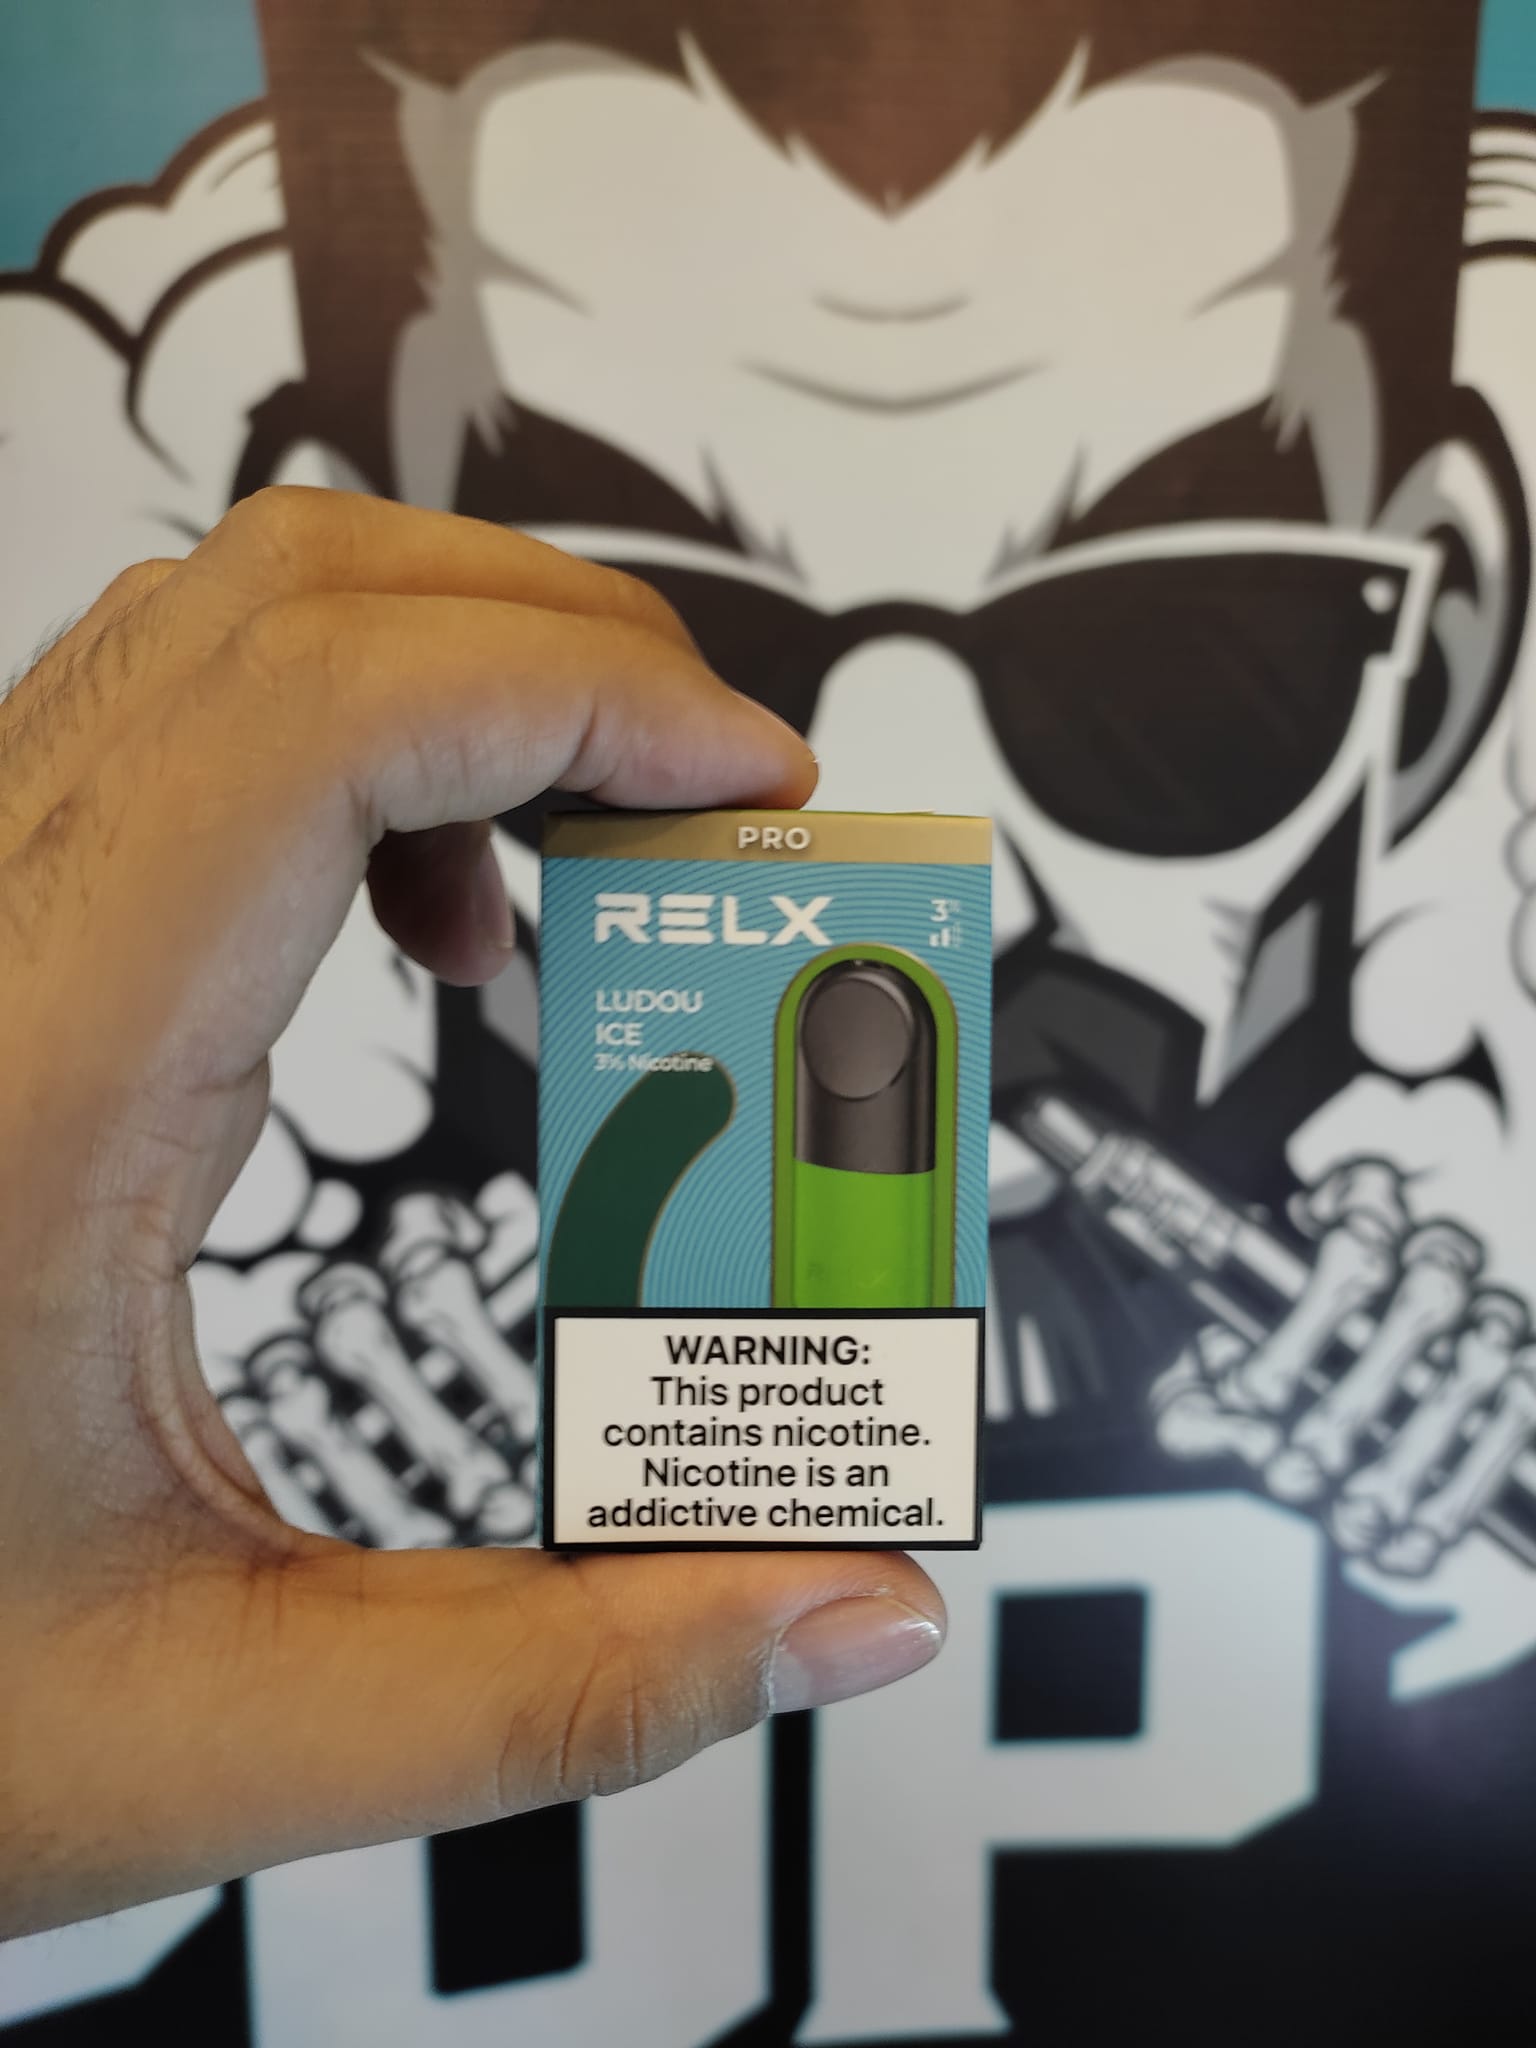 PRO
RELX
3%
LUDOU
ICE
3% Nicotine
WARNING:
This product
contains nicotine.
Nicotine is an
addictive chemical.